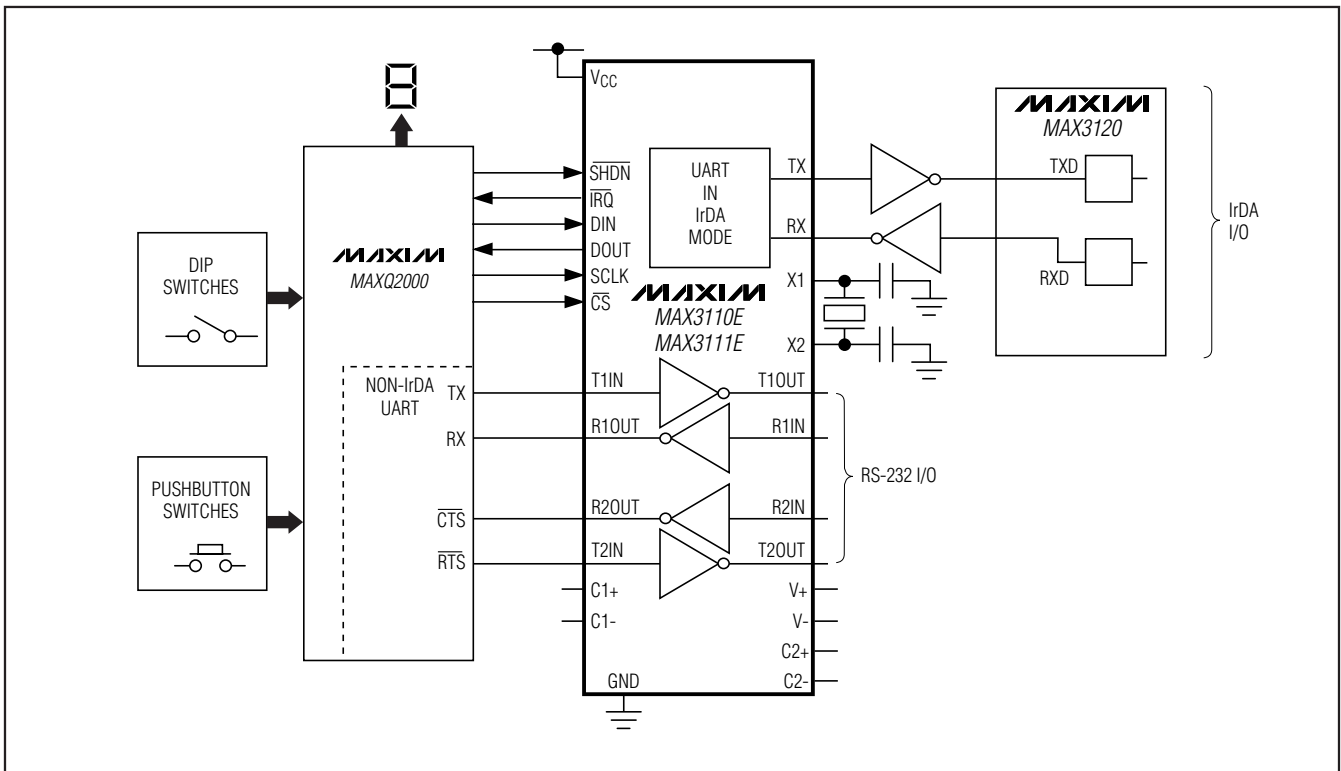 VCC
MAXIM
MAX3120
SHDN
IRQ
DIN
DOUT
SCLK
CS
UART
IN
IrDA
MODE
TX
RX
TXD
RXD
IrDA
I/O
DIP
SWITCHES
MAXIM
MAXQ2000
MAXIM
MAX3110E
MAX3111E
X1
X2
NON-IrDA
UART
TX
RX
CTS
RTS
T1IN
R1OUT
R2OUT
T2IN
T1OUT
R1IN
R2IN
T2OUT
RS-232 I/O
PUSHBUTTON
SWITCHES
C1+
C1-
V+
V-
C2+
C2-
GND